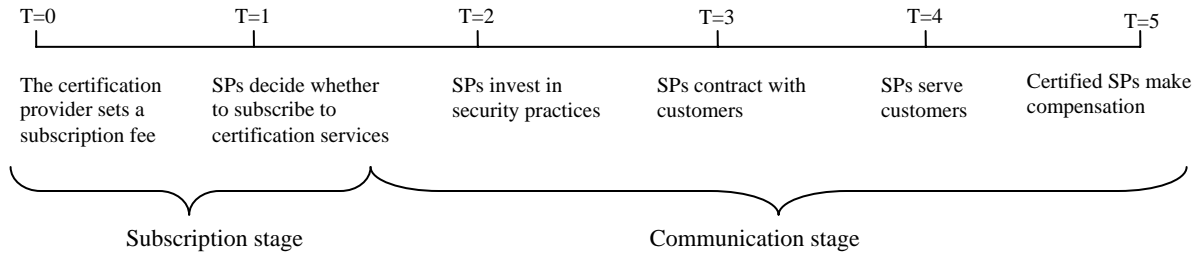 T=0
T=1
T=2
T=3
T=4
T=5
The certification
provider sets a
subscription fee
SPs decide whether
to subscribe to
certification services
SPs invest in
security practices
SPs contract with
customers
SPs serve
customers
Certified SPs make
compensation
Subscription stage
Communication stage